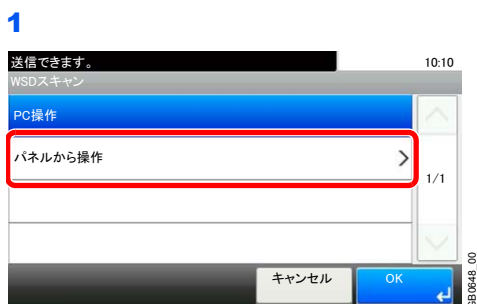 1
送信できます。 10:10
WSDスキャン
PC操作
パネルから操作
1/1
キャンセル OK